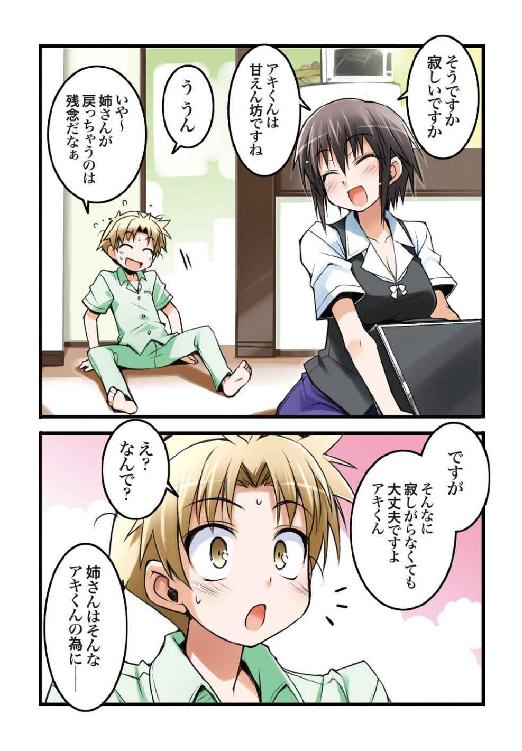 そうですか
寂しいですか
アキくんは
甘えん坊ですね
う うん
いや～
姉さんが
戻っちゃうのは
残念だなぁ
ですが
そんなに
寂しがらなくても
大丈夫ですよ
アキくん
え?
なんで?
姉さんはそんな
アキくんの為に──